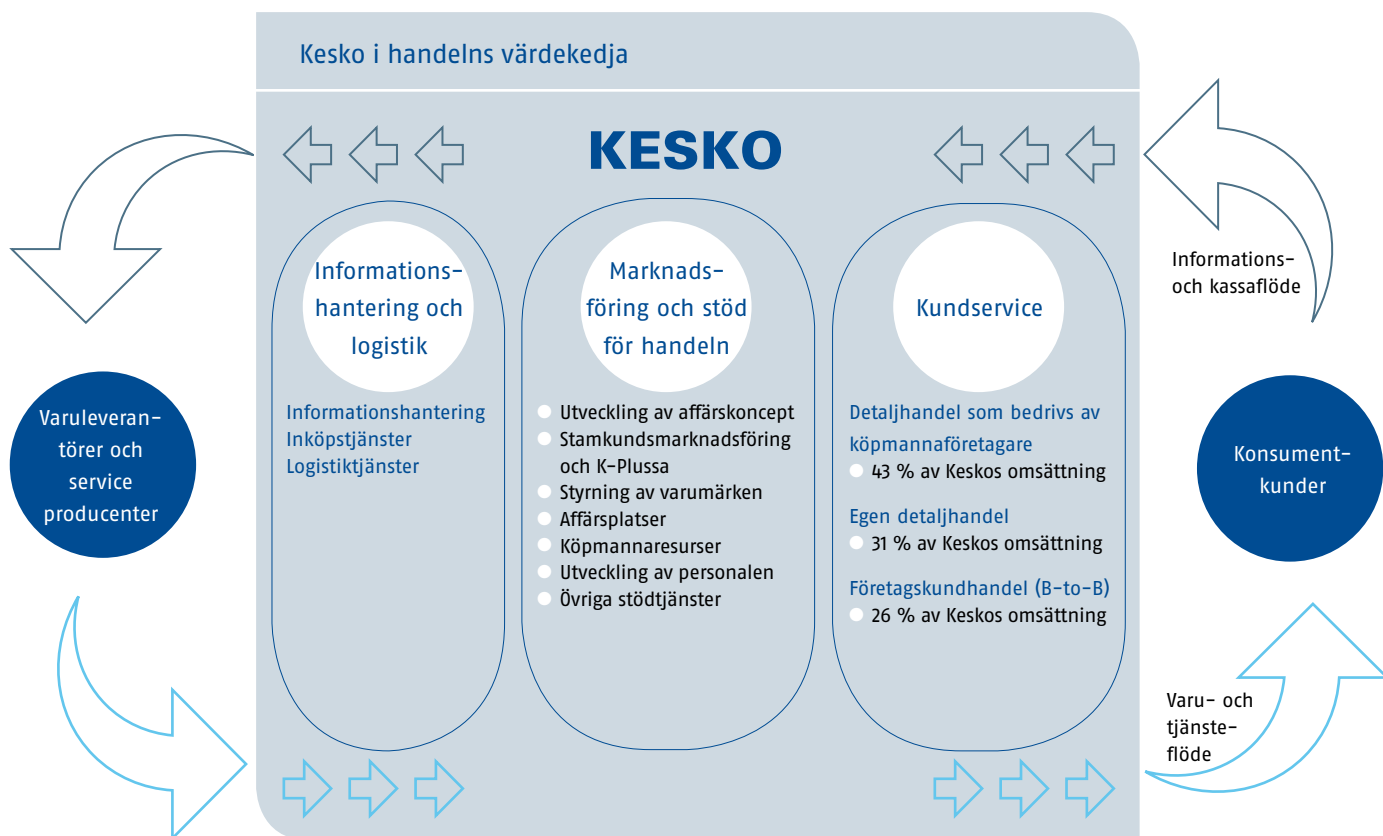 Kesko i handelns värdekedja
KESKO
Informations-
hantering och
logistik
Informationshantering
Inköpstjänster
Logistiktjänster
Marknads-
föring och stöd
för handeln
Utveckling av affärskoncept
Stamkundsmarknadsföring
och K-Plussa
Styrning av varumärken
Affärsplatser
Köpmannaresurser
Utveckling av personalen
Övriga stödtjänster
Kundservice
Detaljhandel som bedrivs av
köpmannaföretagare
43 % av Keskos omsättning
Egen detaljhandel
31 % av Keskos omsättning
Företagskundhandel (B-to-B)
26 % av Keskos omsättning
Varuleveran-
törer och
service
producenter
Informations-
och kassaflöde
Konsument-
kunder
Varu- och
tjänste-
flöde